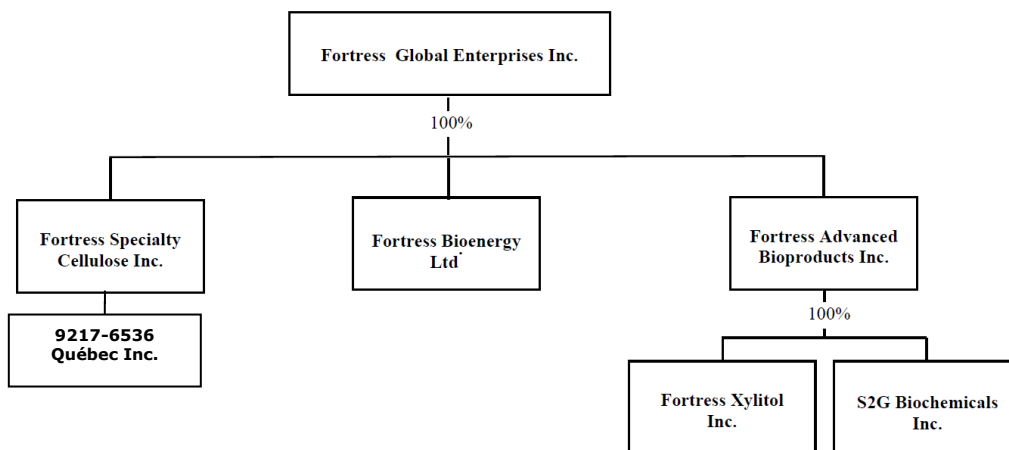 Fortress Global Enterprises Inc.
100%
Fortress Specialty
Cellulose Inc.
Fortress Bioenergy
Ltd
Fortress Advanced
Bioproducts Inc.
9217-6536
Québec Inc.
100%
Fortress Xylitol
Inc.
S2G Biochemicals
Inc.